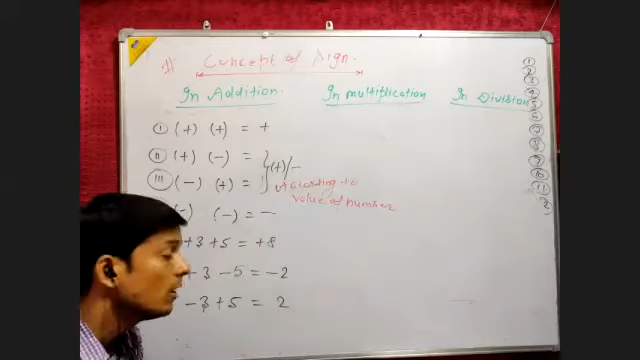 1) Concept of Sign.
In Addition. In multiplication In Division
I (+) (+) = +
II (+) (-) = } (+)/-
III (-) (+) = According to
value of number
(-) (-) = -
+3 +5 = +8
+3 -5 = -2
-3 +5 = 2